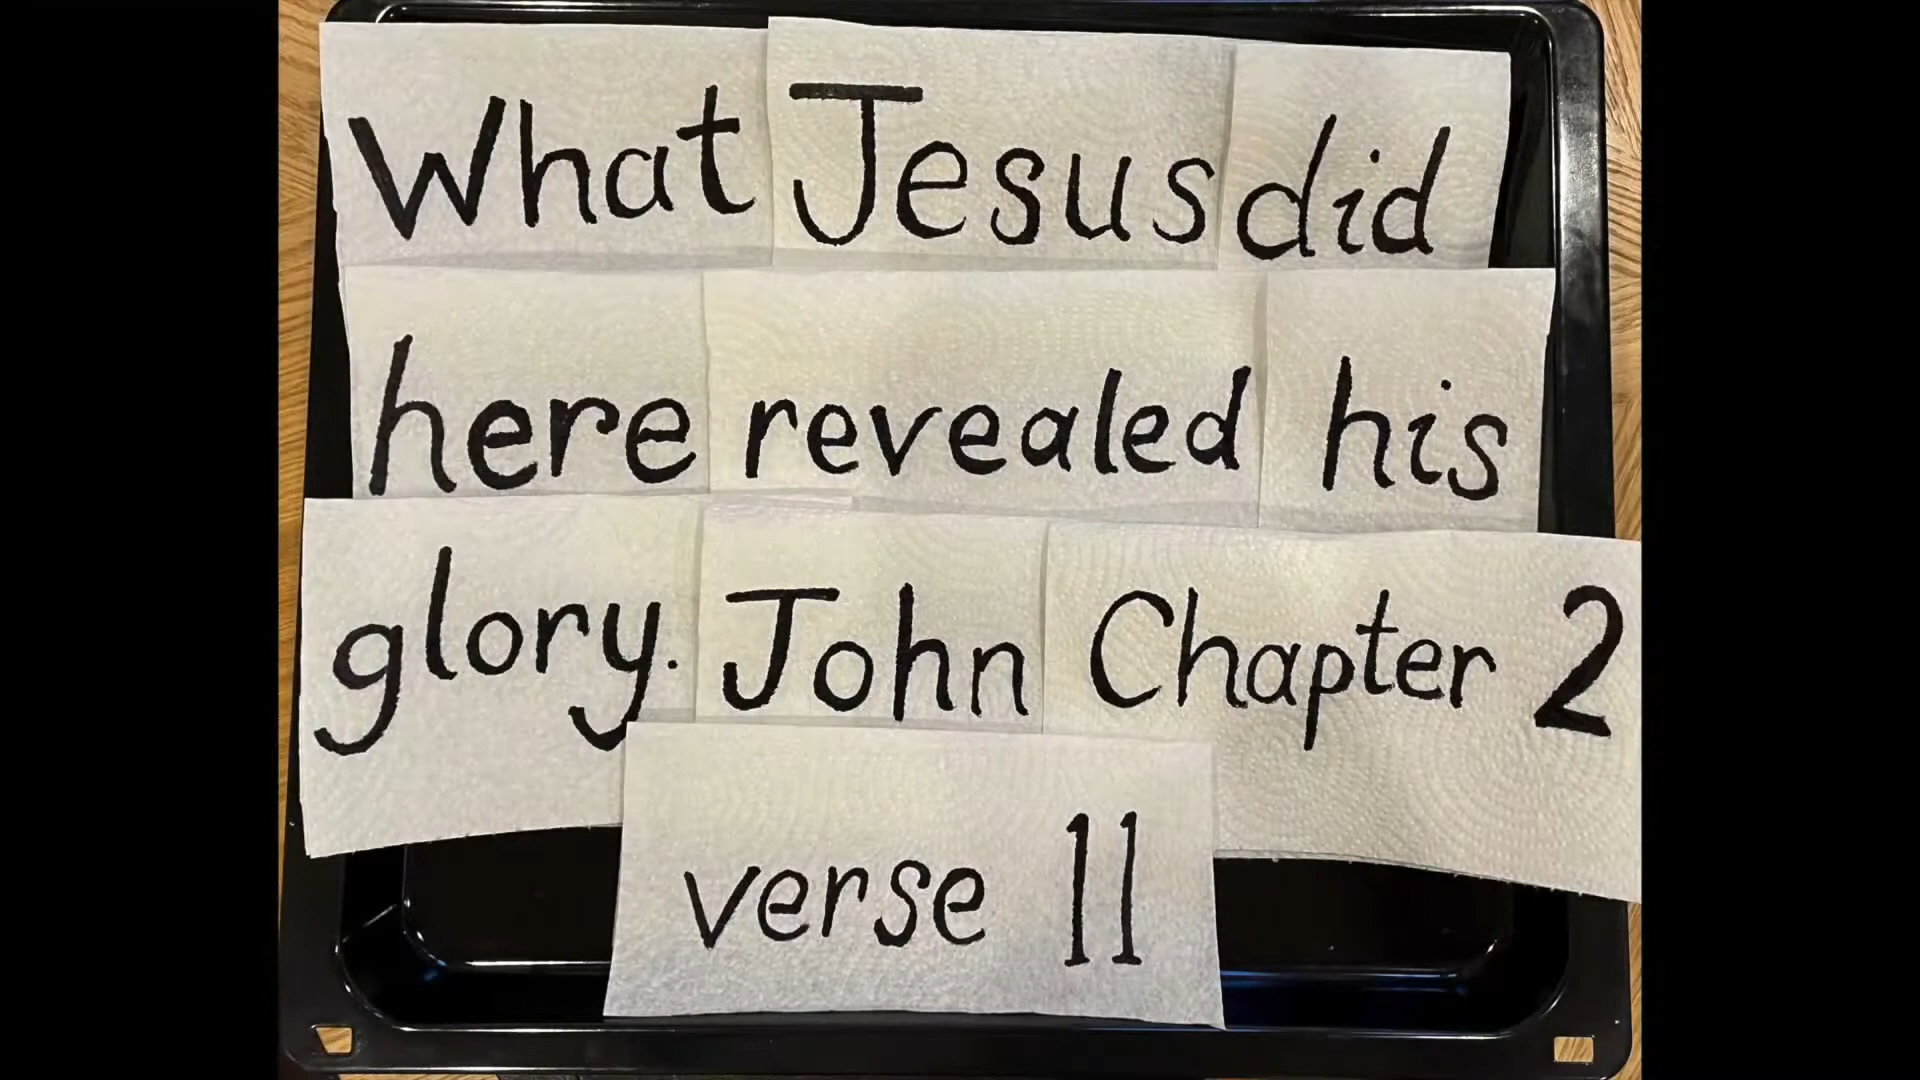 What Jesus did
here revealed his
glory. John Chapter 2
verse 11